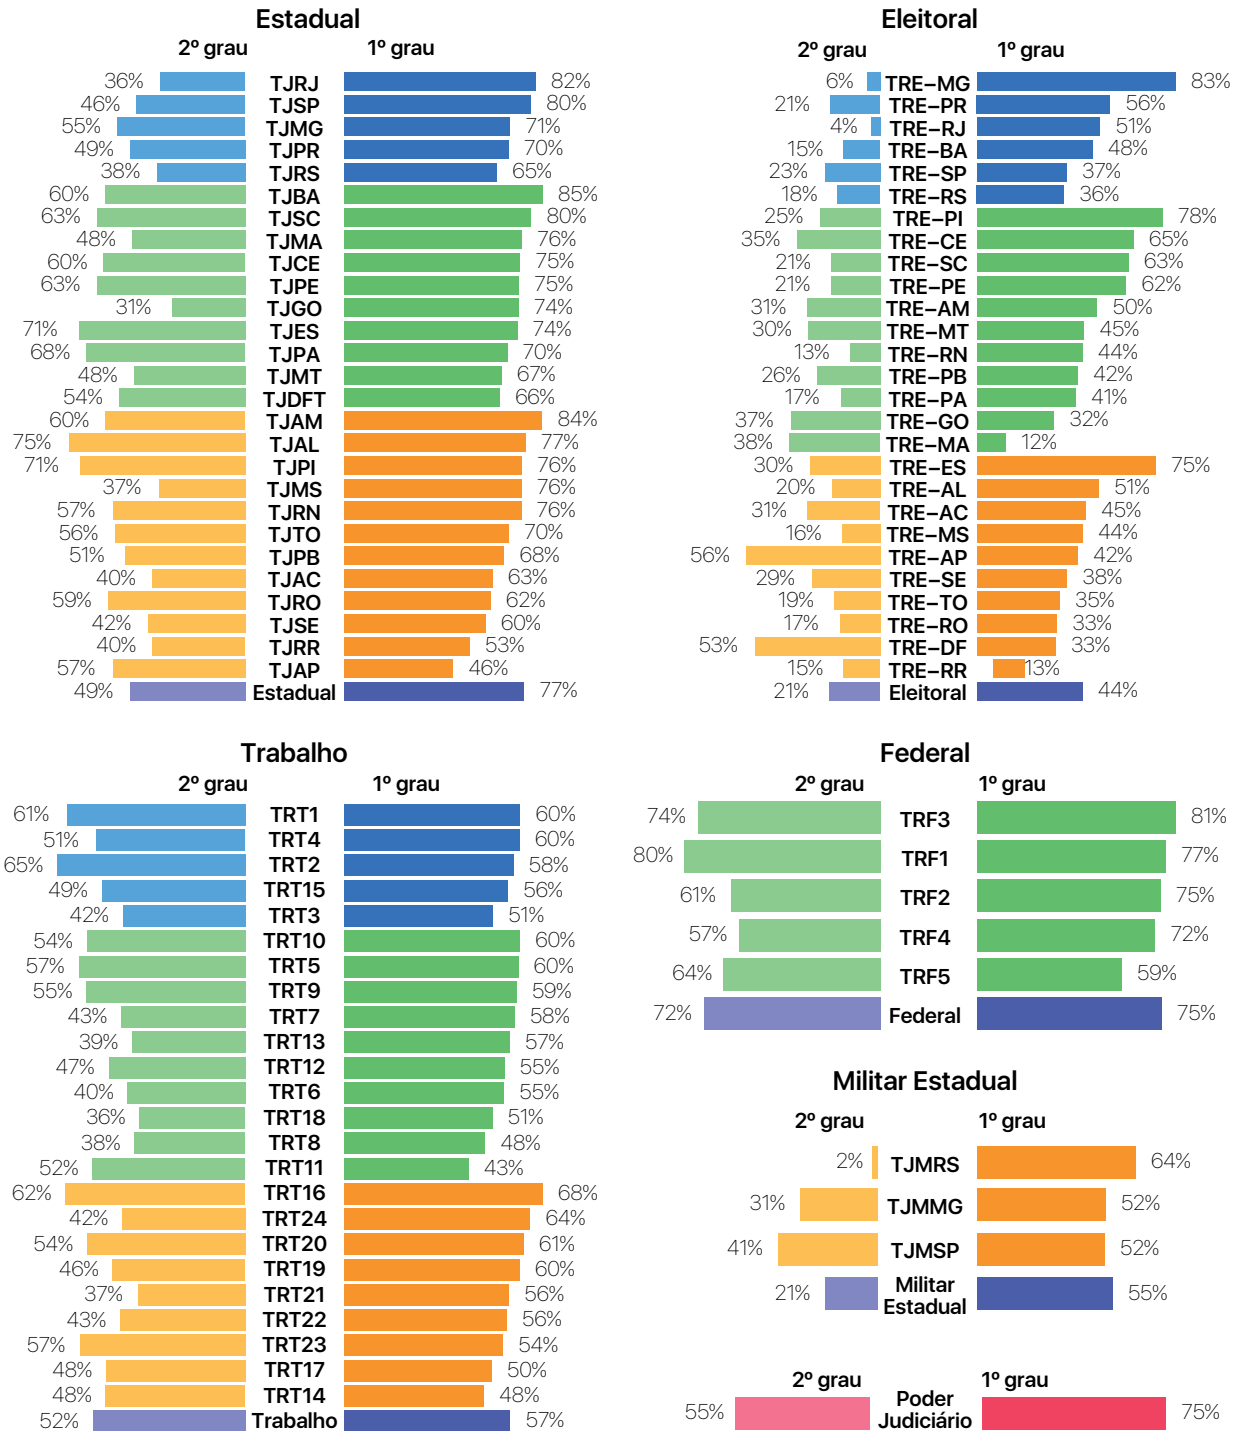 Estadual
2º grau 1º grau
36% TJRJ 82%
46% TJSP 80%
55% TJMG 71%
49% TJPR 70%
38% TJRS 65%
60% TJBA 85%
63% TJSC 80%
48% TJMA 76%
60% TJCE 75%
63% TJPE 75%
31% TJGO 74%
71% TJES 74%
68% TJPA 70%
48% TJMT 67%
54% TJDFT 66%
60% TJAM 84%
75% TJAL 77%
71% TJPI 76%
37% TJMS 76%
57% TJRN 76%
56% TJTO 70%
51% TJPB 68%
40% TJAC 63%
59% TJRO 62%
42% TJSE 60%
40% TJRR 53%
57% TJAP 46%
49% Estadual 77%
Eleitoral
2º grau 1º grau
6% TRE–MG 83%
21% TRE–PR 56%
4% TRE–RJ 51%
15% TRE–BA 48%
23% TRE–SP 37%
18% TRE–RS 36%
25% TRE–PI 78%
35% TRE–CE 65%
21% TRE–SC 63%
21% TRE–PE 62%
31% TRE–AM 50%
30% TRE–MT 45%
13% TRE–RN 44%
26% TRE–PB 42%
17% TRE–PA 41%
37% TRE–GO 32%
38% TRE–MA 12%
30% TRE–ES 75%
20% TRE–AL 51%
31% TRE–AC 45%
16% TRE–MS 44%
56% TRE–AP 42%
29% TRE–SE 38%
19% TRE–TO 35%
17% TRE–RO 33%
53% TRE–DF 33%
15% TRE–RR 13%
21% Eleitoral 44%
Trabalho
2º grau 1º grau
61% TRT1 60%
51% TRT4 60%
65% TRT2 58%
49% TRT15 56%
42% TRT3 51%
54% TRT10 60%
57% TRT5 60%
55% TRT9 59%
43% TRT7 58%
39% TRT13 57%
47% TRT12 55%
40% TRT6 55%
36% TRT18 51%
38% TRT8 48%
52% TRT11 43%
62% TRT16 68%
42% TRT24 64%
54% TRT20 61%
46% TRT19 60%
37% TRT21 56%
43% TRT22 56%
57% TRT23 54%
48% TRT17 50%
48% TRT14 48%
52% Trabalho 57%
Federal
2º grau 1º grau
74% TRF3 81%
80% TRF1 77%
61% TRF2 75%
57% TRF4 72%
64% TRF5 59%
72% Federal 75%
Militar Estadual
2º grau 1º grau
2% TJMRS 64%
31% TJMMG 52%
41% TJMSP 52%
21% Militar 55%
Estadual
2º grau 1º grau
55% Poder 75%
Judiciário